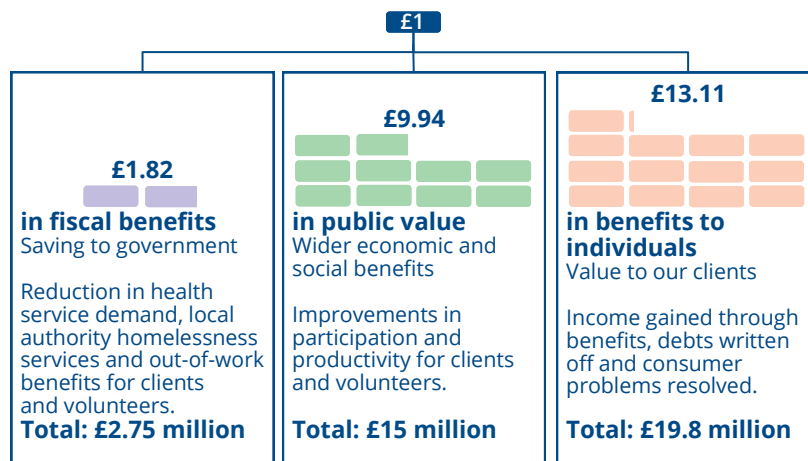 £1
£1.82
in fiscal benefits
Saving to government
Reduction in health
service demand, local
authority homelessness
services and out-of-work
benefits for clients
and volunteers.
Total: £2.75 million
£9.94
in public value
Wider economic and
social benefits
Improvements in
participation and
productivity for clients
and volunteers.
Total: £15 million
£13.11
in benefits to
individuals
Value to our clients
Income gained through
benefits, debts written
off and consumer
problems resolved.
Total: £19.8 million